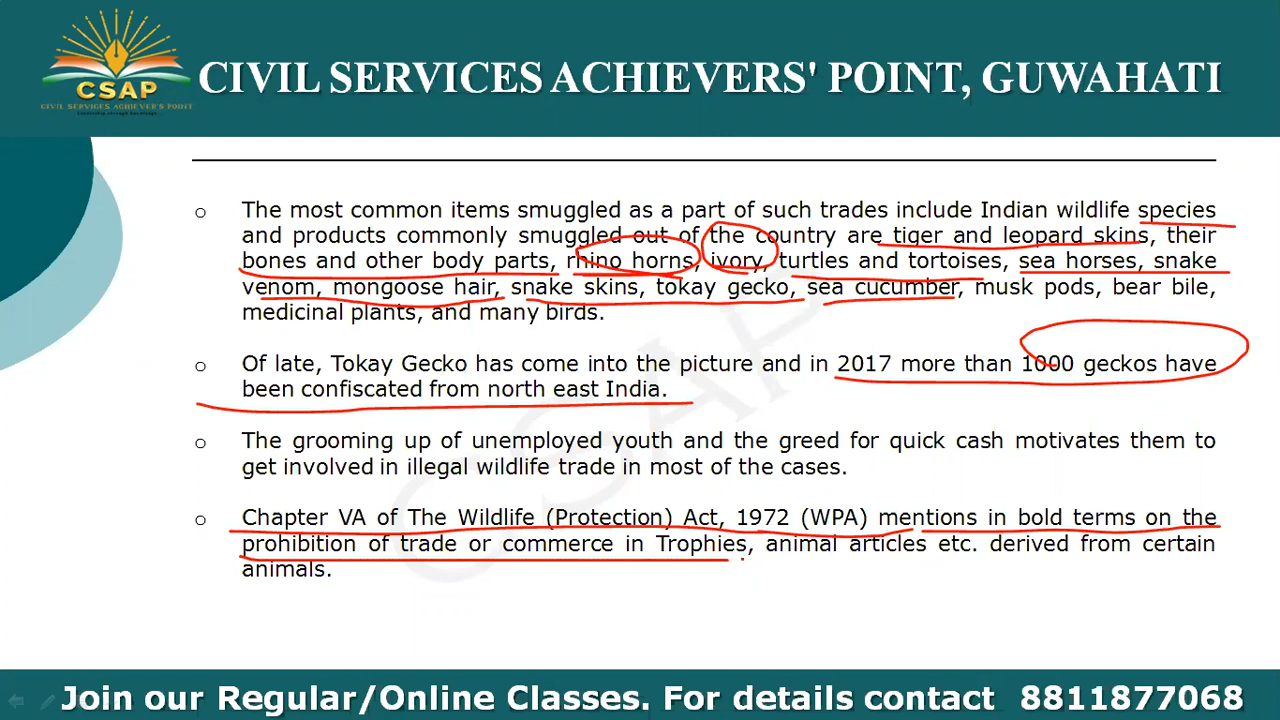 CSAP
CIVIL SERVICES ACHIEVER'S POINT
CIVIL SERVICES ACHIEVERS' POINT, GUWAHATI
o The most common items smuggled as a part of such trades include Indian wildlife species
and products commonly smuggled out of the country are tiger and leopard skins, their
bones and other body parts, rhino horns, ivory, turtles and tortoises, sea horses, snake
venom, mongoose hair, snake skins, tokay gecko, sea cucumber, musk pods, bear bile,
medicinal plants, and many birds.
o Of late, Tokay Gecko has come into the picture and in 2017 more than 1000 geckos have
been confiscated from north east India.
o The grooming up of unemployed youth and the greed for quick cash motivates them to
get involved in illegal wildlife trade in most of the cases.
o Chapter VA of The Wildlife (Protection) Act, 1972 (WPA) mentions in bold terms on the
prohibition of trade or commerce in Trophies, animal articles etc. derived from certain
animals.
CSAP
Join our Regular/Online Classes. For details contact 8811877068